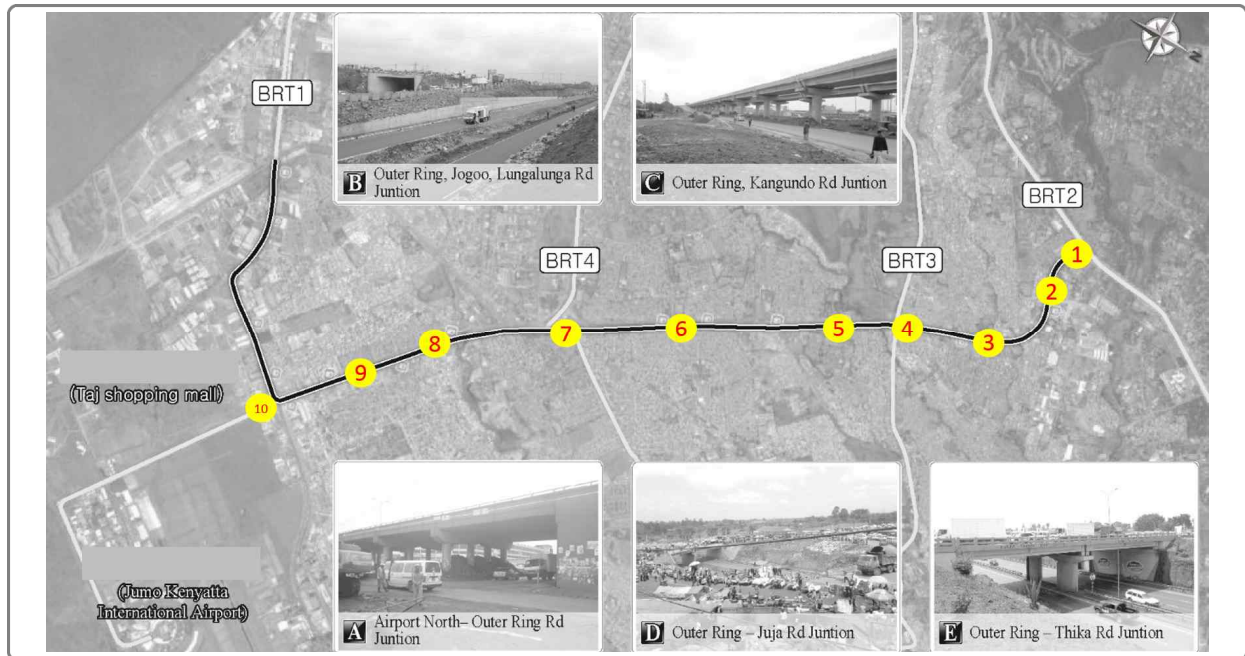 BRT1
B
Outer Ring, Jogoo, Lungalunga Rd
Juntion
C
Outer Ring, Kangundo Rd Juntion
BRT2
BRT4
BRT3
1
2
3
4
5
6
7
8
9
10
(Taj shopping mall)
(Jumo Kenyatta
International Airport)
A
Airport North– Outer Ring Rd
Juntion
D
Outer Ring – Juja Rd Juntion
E
Outer Ring – Thika Rd Juntion
N